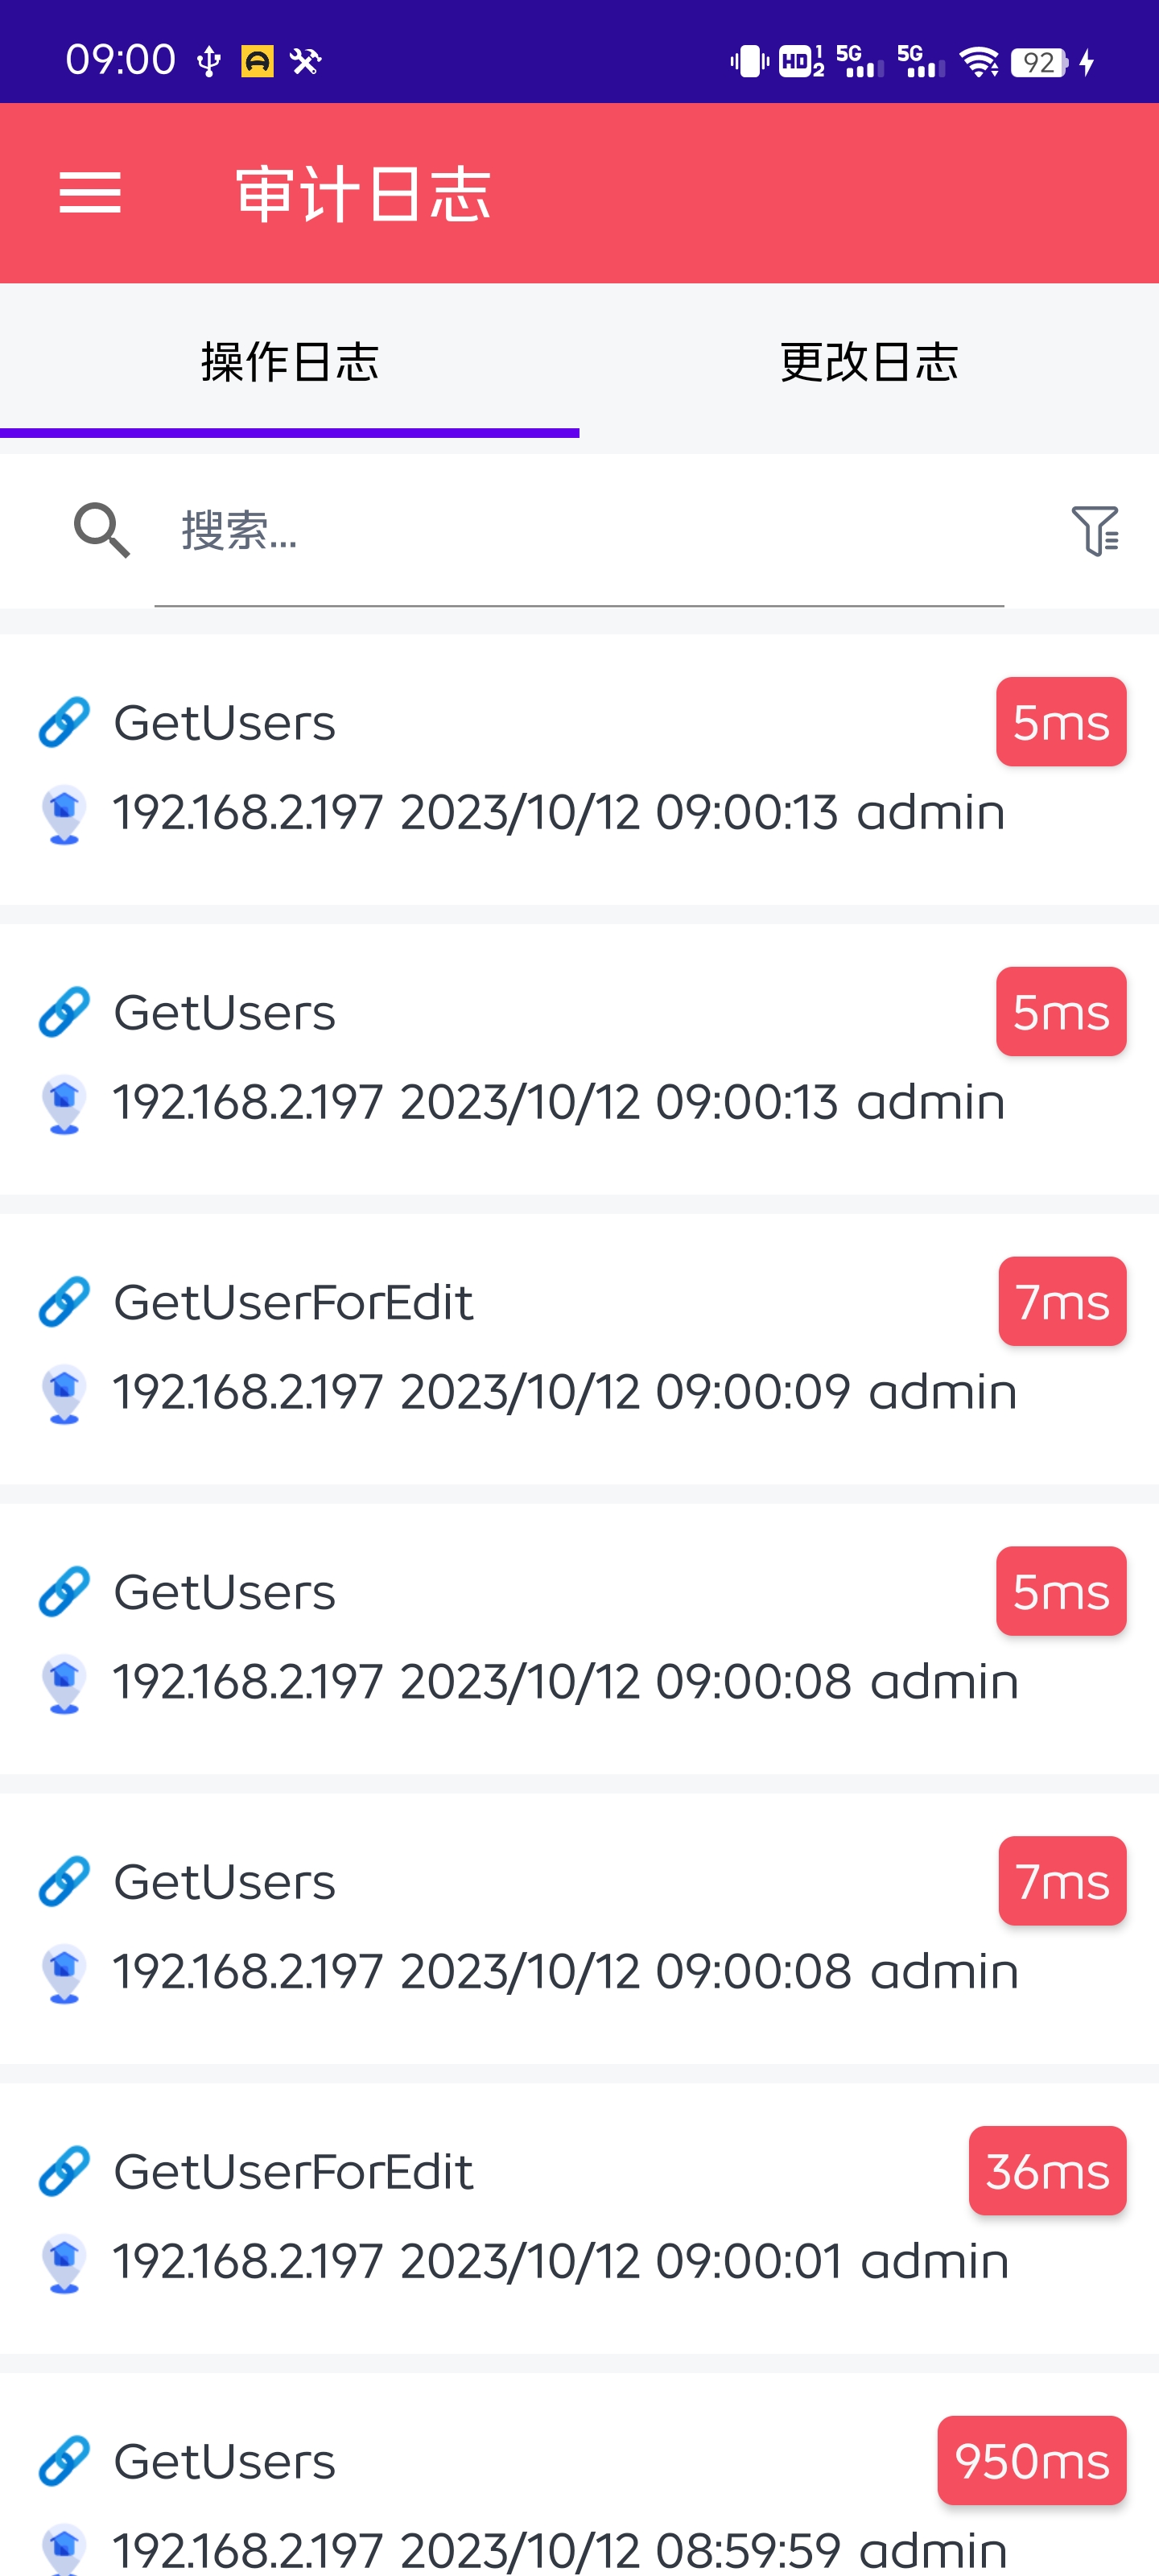 09:00 HD 1 2 5G 5G 92
审计日志
操作日志 更改日志
搜索...
GetUsers 5ms
192.168.2.197 2023/10/12 09:00:13 admin
GetUsers 5ms
192.168.2.197 2023/10/12 09:00:13 admin
GetUserForEdit 7ms
192.168.2.197 2023/10/12 09:00:09 admin
GetUsers 5ms
192.168.2.197 2023/10/12 09:00:08 admin
GetUsers 7ms
192.168.2.197 2023/10/12 09:00:08 admin
GetUserForEdit 36ms
192.168.2.197 2023/10/12 09:00:01 admin
GetUsers 950ms
192.168.2.197 2023/10/12 08:59:59 admin